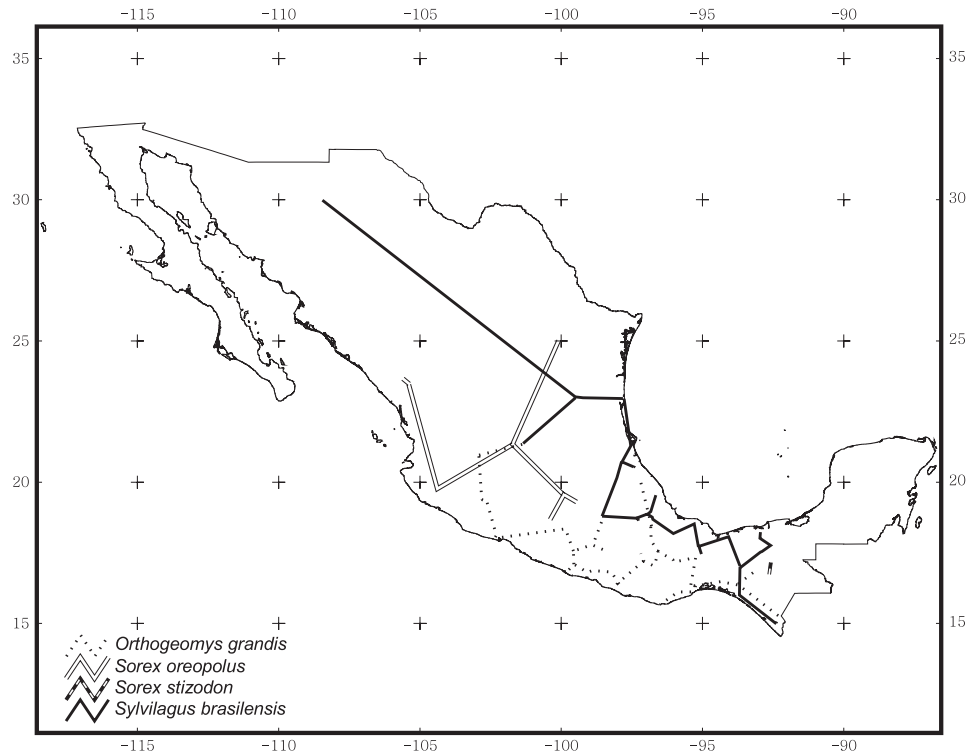 −115 −110 −105 −100 −95 −90
35 35
30 30
25 25
20 20
15 15
Orthogeomys grandis
Sorex oreopolus
Sorex stizodon
Sylvilagus brasilensis
−115 −110 −105 −100 −95 −90